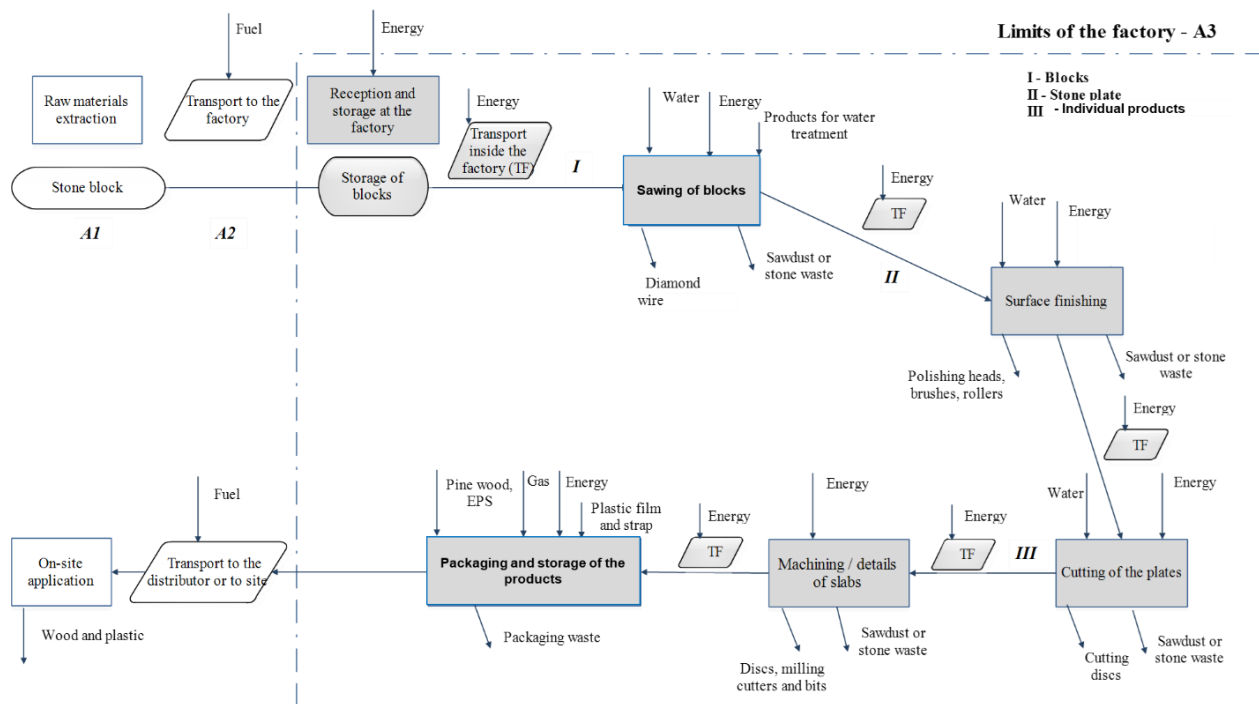 Limits of the factory - A3
I - Blocks
II - Stone plate
III - Individual products
Fuel
Energy
Raw materials
extraction
Transport to the
factory
Reception and
storage at the
factory
Energy
Transport
inside the
factory (TF)
Stone block
Storage of
blocks
A1
A2
I
Water
Energy
Products for water
treatment
Sawing of blocks
Diamond
wire
Sawdust or
stone waste
Energy
TF
II
Water
Energy
Surface finishing
Polishing heads,
brushes, rollers
Sawdust or stone
waste
Energy
TF
Water
Energy
Cutting of the plates
Cutting
discs
Sawdust or
stone waste
III
Energy
TF
Energy
Machining / details
of slabs
Discs, milling
cutters and bits
Sawdust or
stone waste
Energy
TF
Pine wood,
EPS
Gas
Energy
Plastic film
and strap
Packaging and storage of the
products
Packaging waste
Fuel
Transport to the
distributor or to site
On-site
application
Wood and plastic